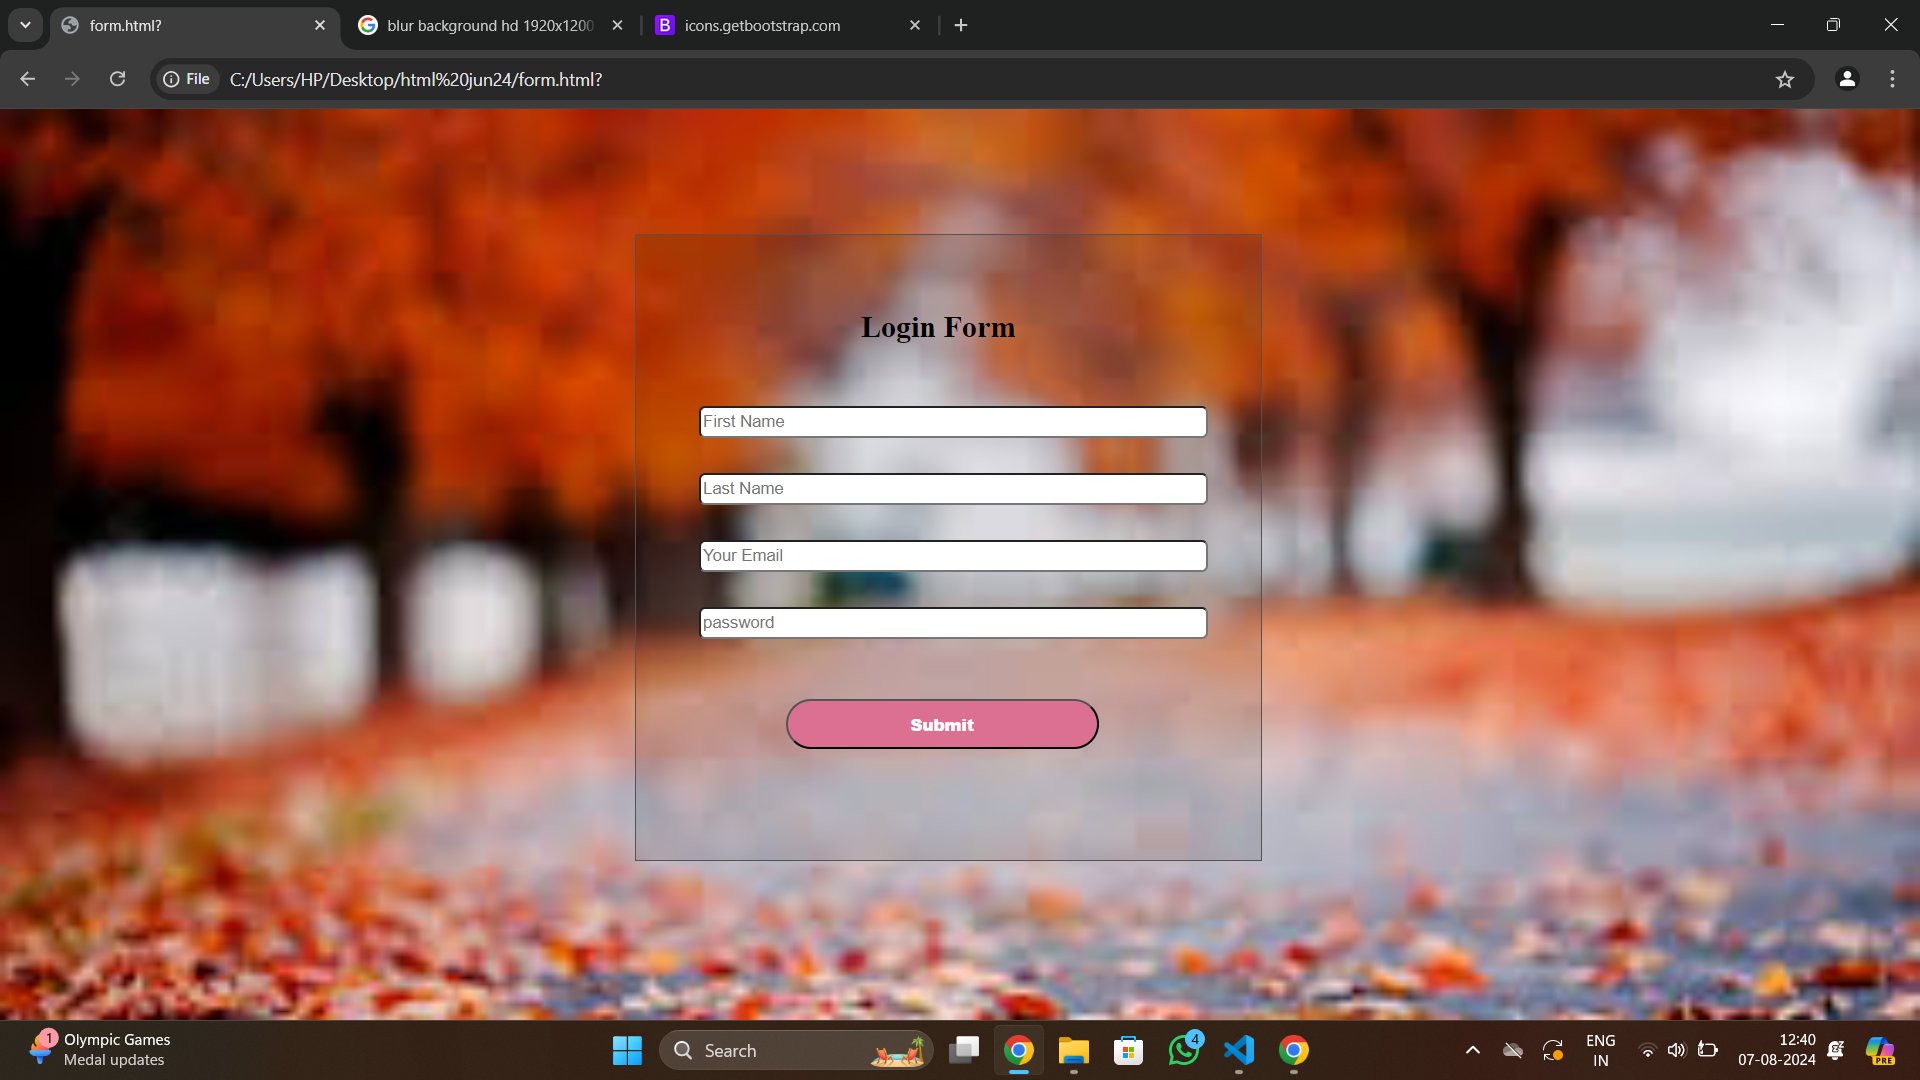 form.html?
blur background hd 1920x1200
icons.getbootstrap.com
File
C:/Users/HP/Desktop/html%20jun24/form.html?
Login Form
First Name
Last Name
Your Email
password
Submit
1
Olympic Games
Medal updates
Search
4
PRE
ENG
IN
12:40
07-08-2024